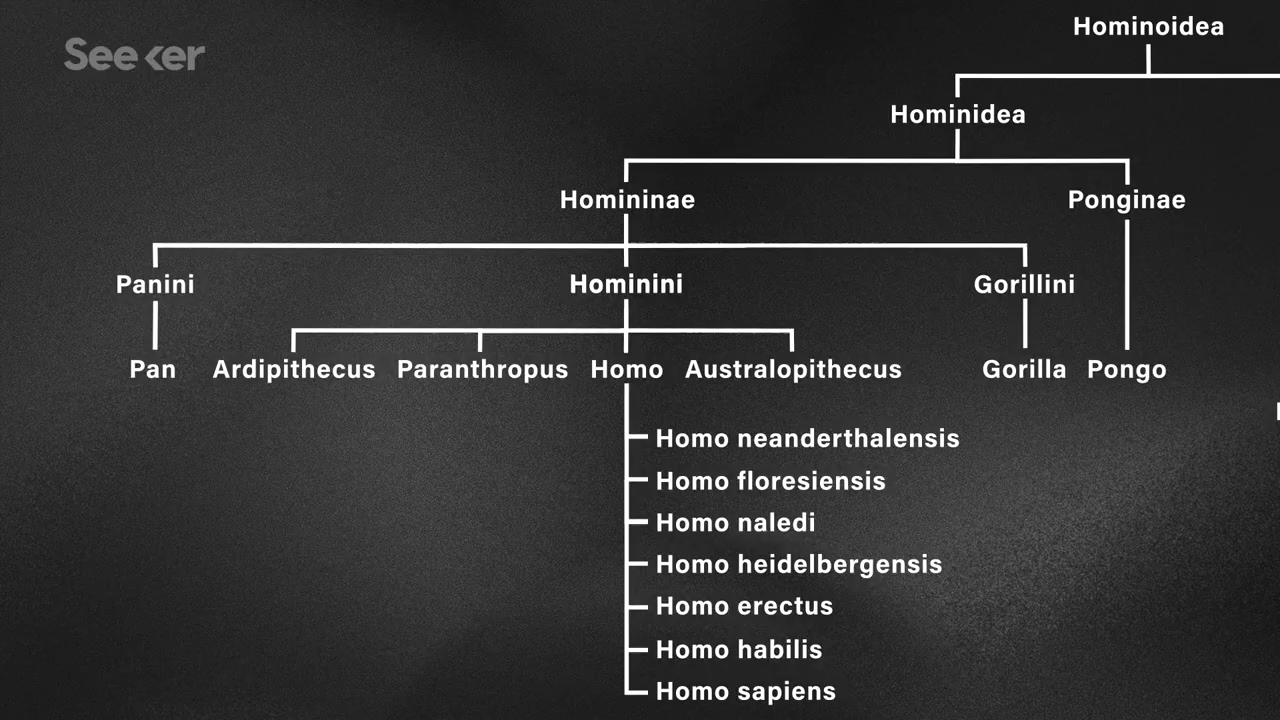 Seeker
Hominoidea
Hominidea
Homininae
Ponginae
Panini
Hominini
Gorillini
Pan
Ardipithecus
Paranthropus
Homo
Australopithecus
Gorilla
Pongo
Homo neanderthalensis
Homo floresiensis
Homo naledi
Homo heidelbergensis
Homo erectus
Homo habilis
Homo sapiens